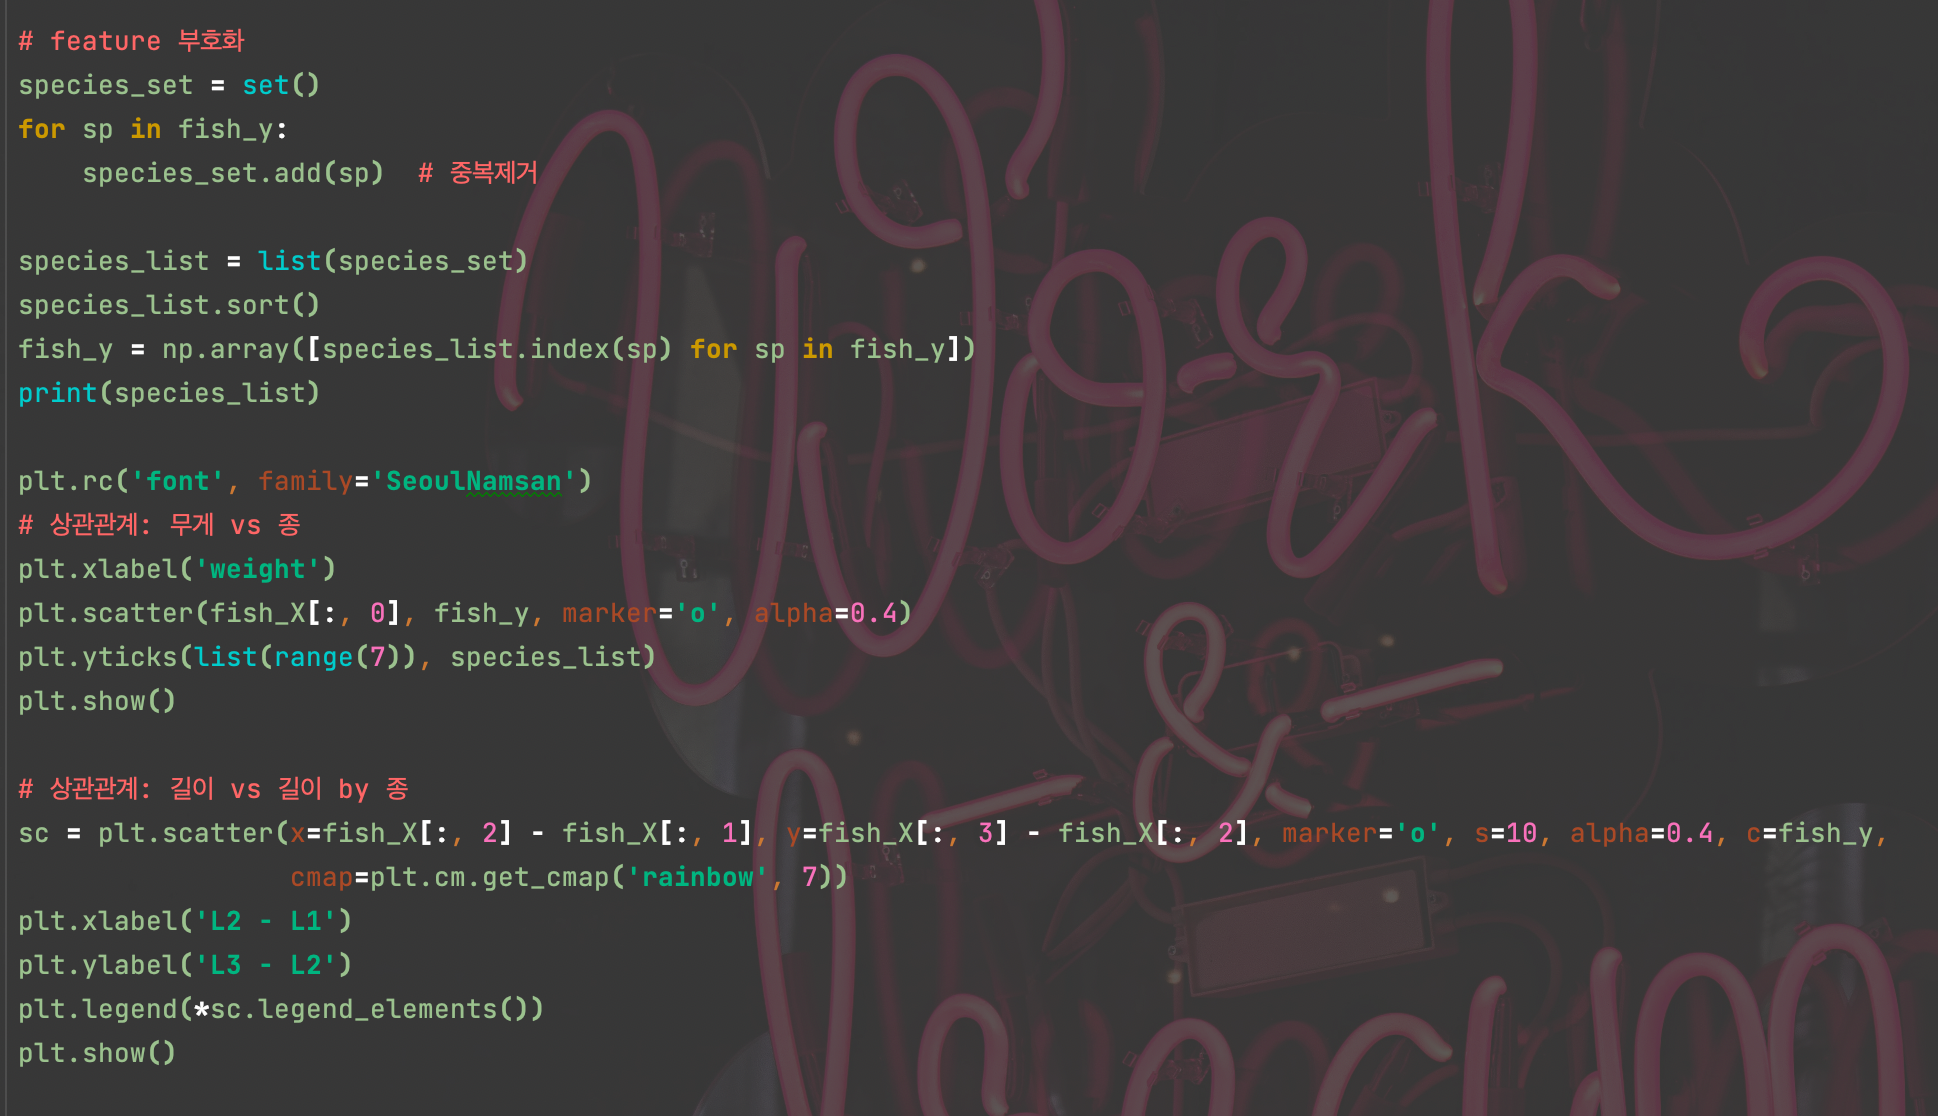 # feature 부호화
species_set = set()
for sp in fish_y:
    species_set.add(sp)  # 중복제거

species_list = list(species_set)
species_list.sort()
fish_y = np.array([species_list.index(sp) for sp in fish_y])
print(species_list)

plt.rc('font', family='SeoulNamsan')
# 상관관계: 무게 vs 종
plt.xlabel('weight')
plt.scatter(fish_X[:, 0], fish_y, marker='o', alpha=0.4)
plt.yticks(list(range(7)), species_list)
plt.show()

# 상관관계: 길이 vs 길이 by 종
sc = plt.scatter(x=fish_X[:, 2] - fish_X[:, 1], y=fish_X[:, 3] - fish_X[:, 2], marker='o', s=10, alpha=0.4, c=fish_y,
                 cmap=plt.cm.get_cmap('rainbow', 7))
plt.xlabel('L2 - L1')
plt.ylabel('L3 - L2')
plt.legend(*sc.legend_elements())
plt.show()
Work
&